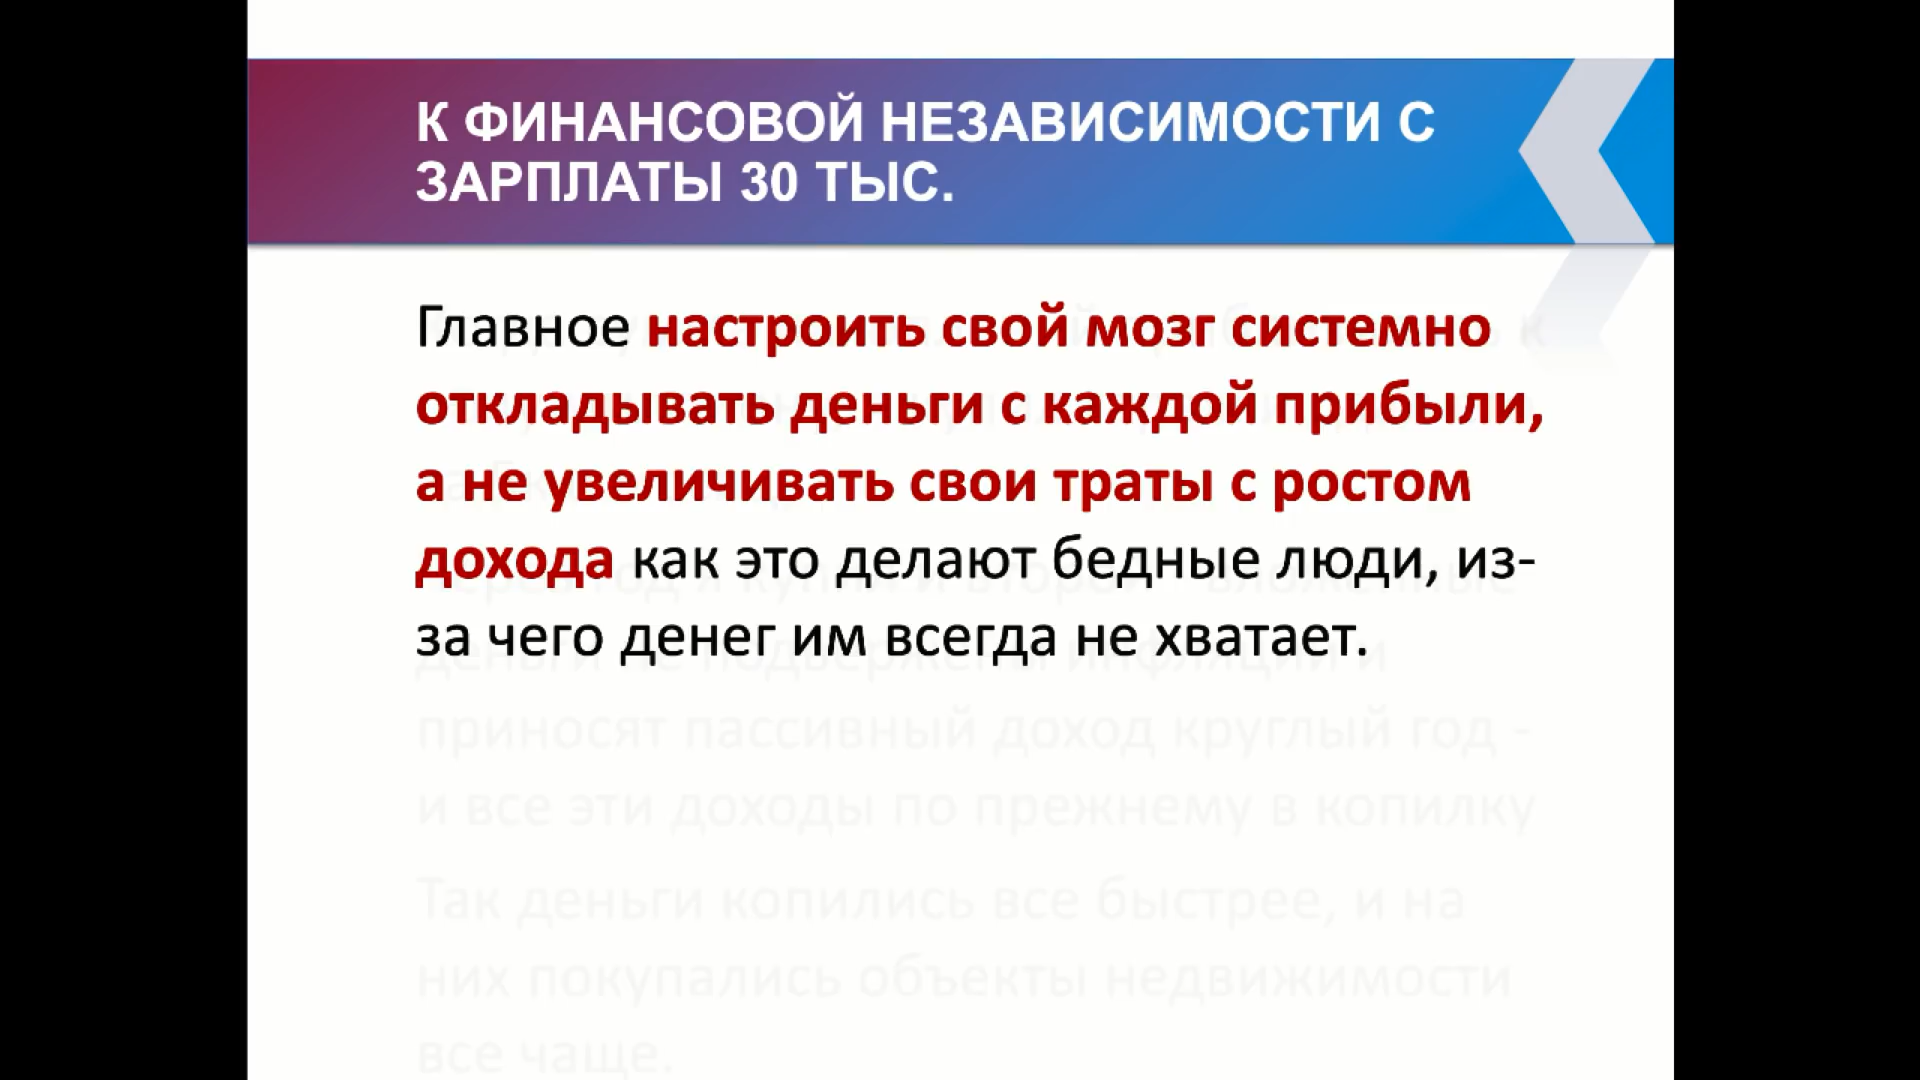 К ФИНАНСОВОЙ НЕЗАВИСИМОСТИ С
ЗАРПЛАТЫ 30 ТЫС.
Главное настроить свой мозг системно
откладывать деньги с каждой прибыли,
а не увеличивать свои траты с ростом
дохода как это делают бедные люди, из-
за чего денег им всегда не хватает.
приносят пассивный доход круглый год -
и все эти доходы по прежнему в копилку
Так деньги копились все быстрее, и на
них покупались объекты недвижимости
все чаще.